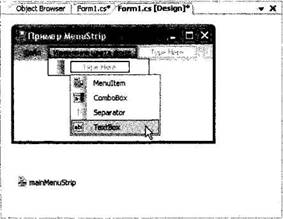 Object Browser Form1.cs* Form1.cs [Design]*
Пример MenuStrip
Type Here
Type Here
MenuItem
ComboBox
Separator
TextBox
mainMenuStrip